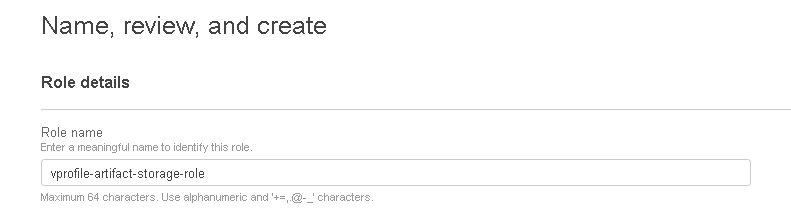 Name, review, and create
Role details
Role name
Enter a meaningful name to identify this role.
vprofile-artifact-storage-role
Maximum 64 characters. Use alphanumeric and '+=,.@-_' characters.